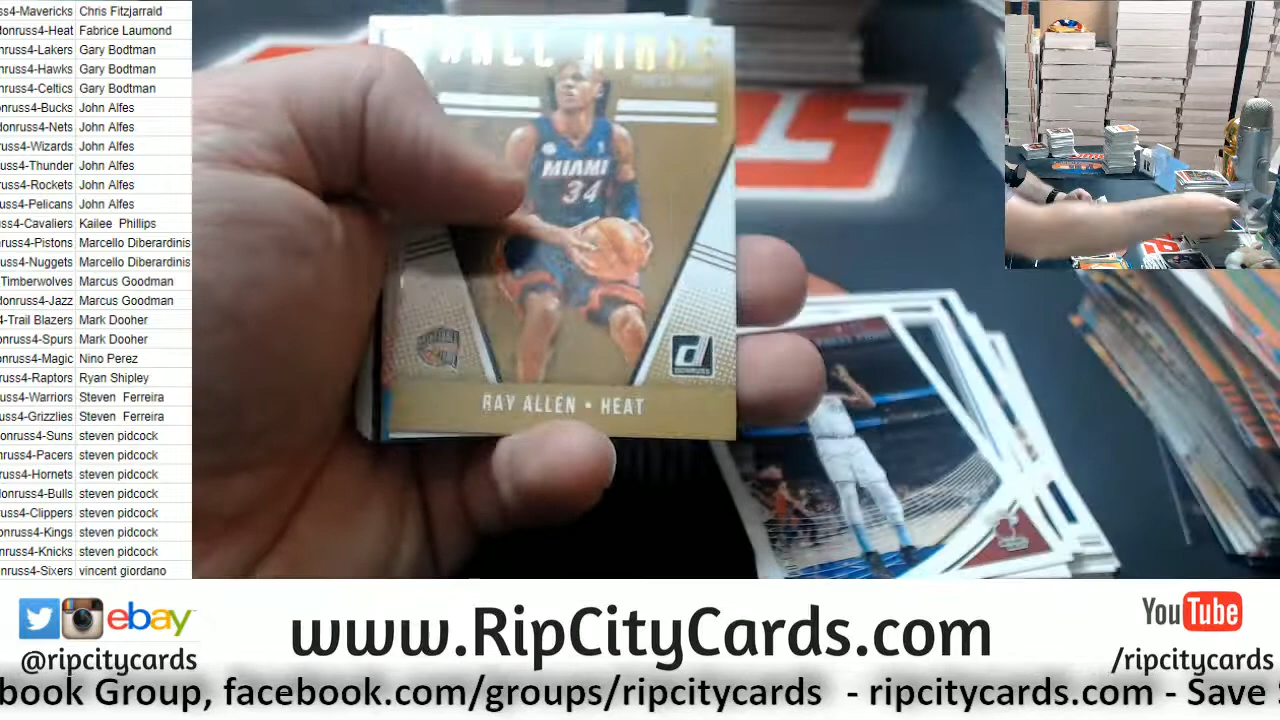 ss4-Mavericks Chris Fitzjarrald
onruss4-Heat Fabrice Laumond
nruss4-Lakers Gary Bodtman
nruss4-Hawks Gary Bodtman
nruss4-Celtics Gary Bodtman
onruss4-Bucks John Alfes
donruss4-Nets John Alfes
russ4-Wizards John Alfes
russ4-Thunder John Alfes
russ4-Rockets John Alfes
russ4-Pelicans John Alfes
russ4-Cavaliers Kailee Phillips
nruss4-Pistons Marcello Diberardinis
uss4-Nuggets Marcello Diberardinis
Timberwolves Marcus Goodman
donruss4-Jazz Marcus Goodman
4-Trail Blazers Mark Dooher
onruss4-Spurs Mark Dooher
onruss4-Magic Nino Perez
russ4-Raptors Ryan Shipley
russ4-Warriors Steven Ferreira
uss4-Grizzlies Steven Ferreira
onruss4-Suns steven pidcock
nruss4-Pacers steven pidcock
russ4-Hornets steven pidcock
donruss4-Bulls steven pidcock
russ4-Clippers steven pidcock
onruss4-Kings steven pidcock
nruss4-Knicks steven pidcock
russ4-Sixers vincent giordano
MIAMI
34
DONRUSS
RAY ALLEN • HEAT
ebay
@ripcitycards
www.RipCityCards.com
YouTube
/ripcitycards
book Group, facebook.com/groups/ripcitycards - ripcitycards.com - Save